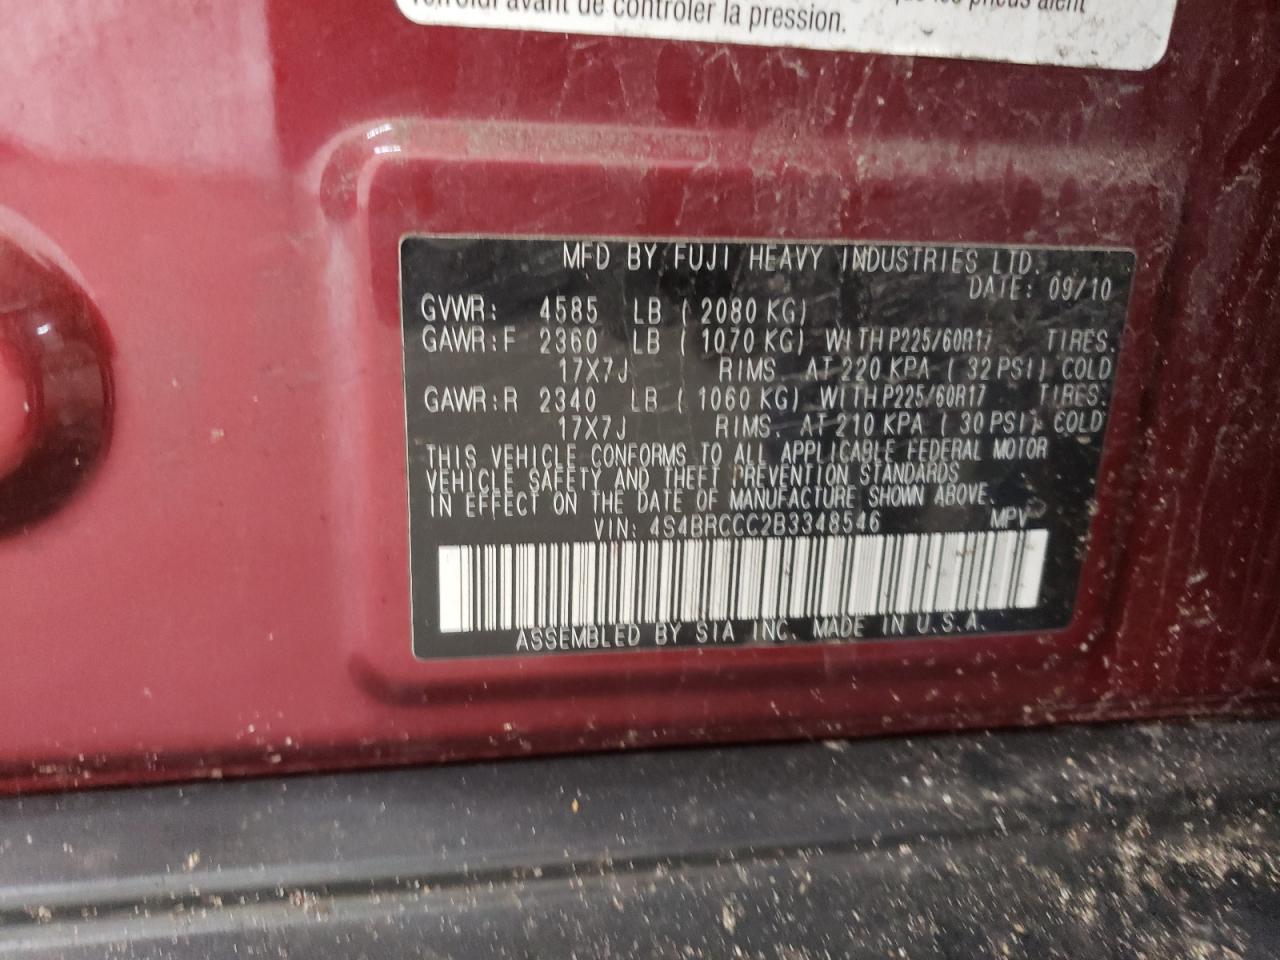 avant de contrôler la pression.
MFD BY FUJI HEAVY INDUSTRIES LTD.
DATE: 09/10
GVWR: 4585 LB ( 2080 KG)
GAWR:F 2360 LB ( 1070 KG) WITH P225/60R17 TIRES.
17X7J RIMS. AT 220 KPA ( 32 PSI) COLD
GAWR:R 2340 LB ( 1060 KG) WITH P225/60R17 TIRES.
17X7J RIMS. AT 210 KPA ( 30 PSI) COLD
THIS VEHICLE CONFORMS TO ALL APPLICABLE FEDERAL MOTOR
VEHICLE SAFETY AND THEFT PREVENTION STANDARDS
IN EFFECT ON THE DATE OF MANUFACTURE SHOWN ABOVE.
VIN: 4S4BRCCC2B3348546 MPV
ASSEMBLED BY SIA INC. MADE IN U.S.A.